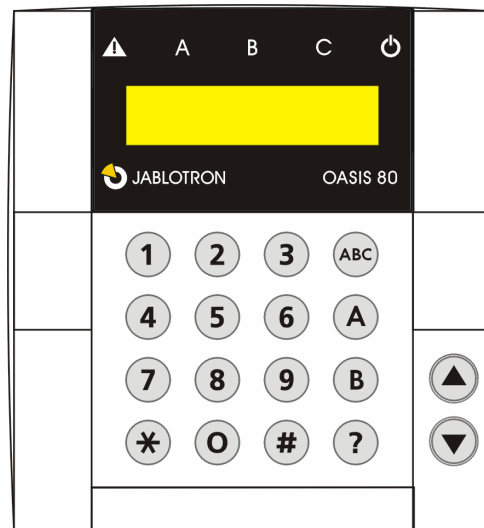 A B C
JABLOTRON OASIS 80
1 2 3 ABC
4 5 6 A
7 8 9 B
* O # ?